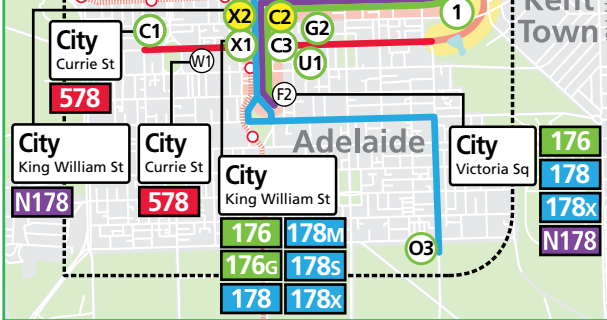 Kent
Town
X2
C2
1
C1
X1
C3
G2
U1
W1
F2
City
Currie St
578
City
King William St
N178
City
Currie St
578
City
King William St
176
178M
176G
178S
178
178X
Adelaide
O3
City
Victoria Sq
176
178
178X
N178